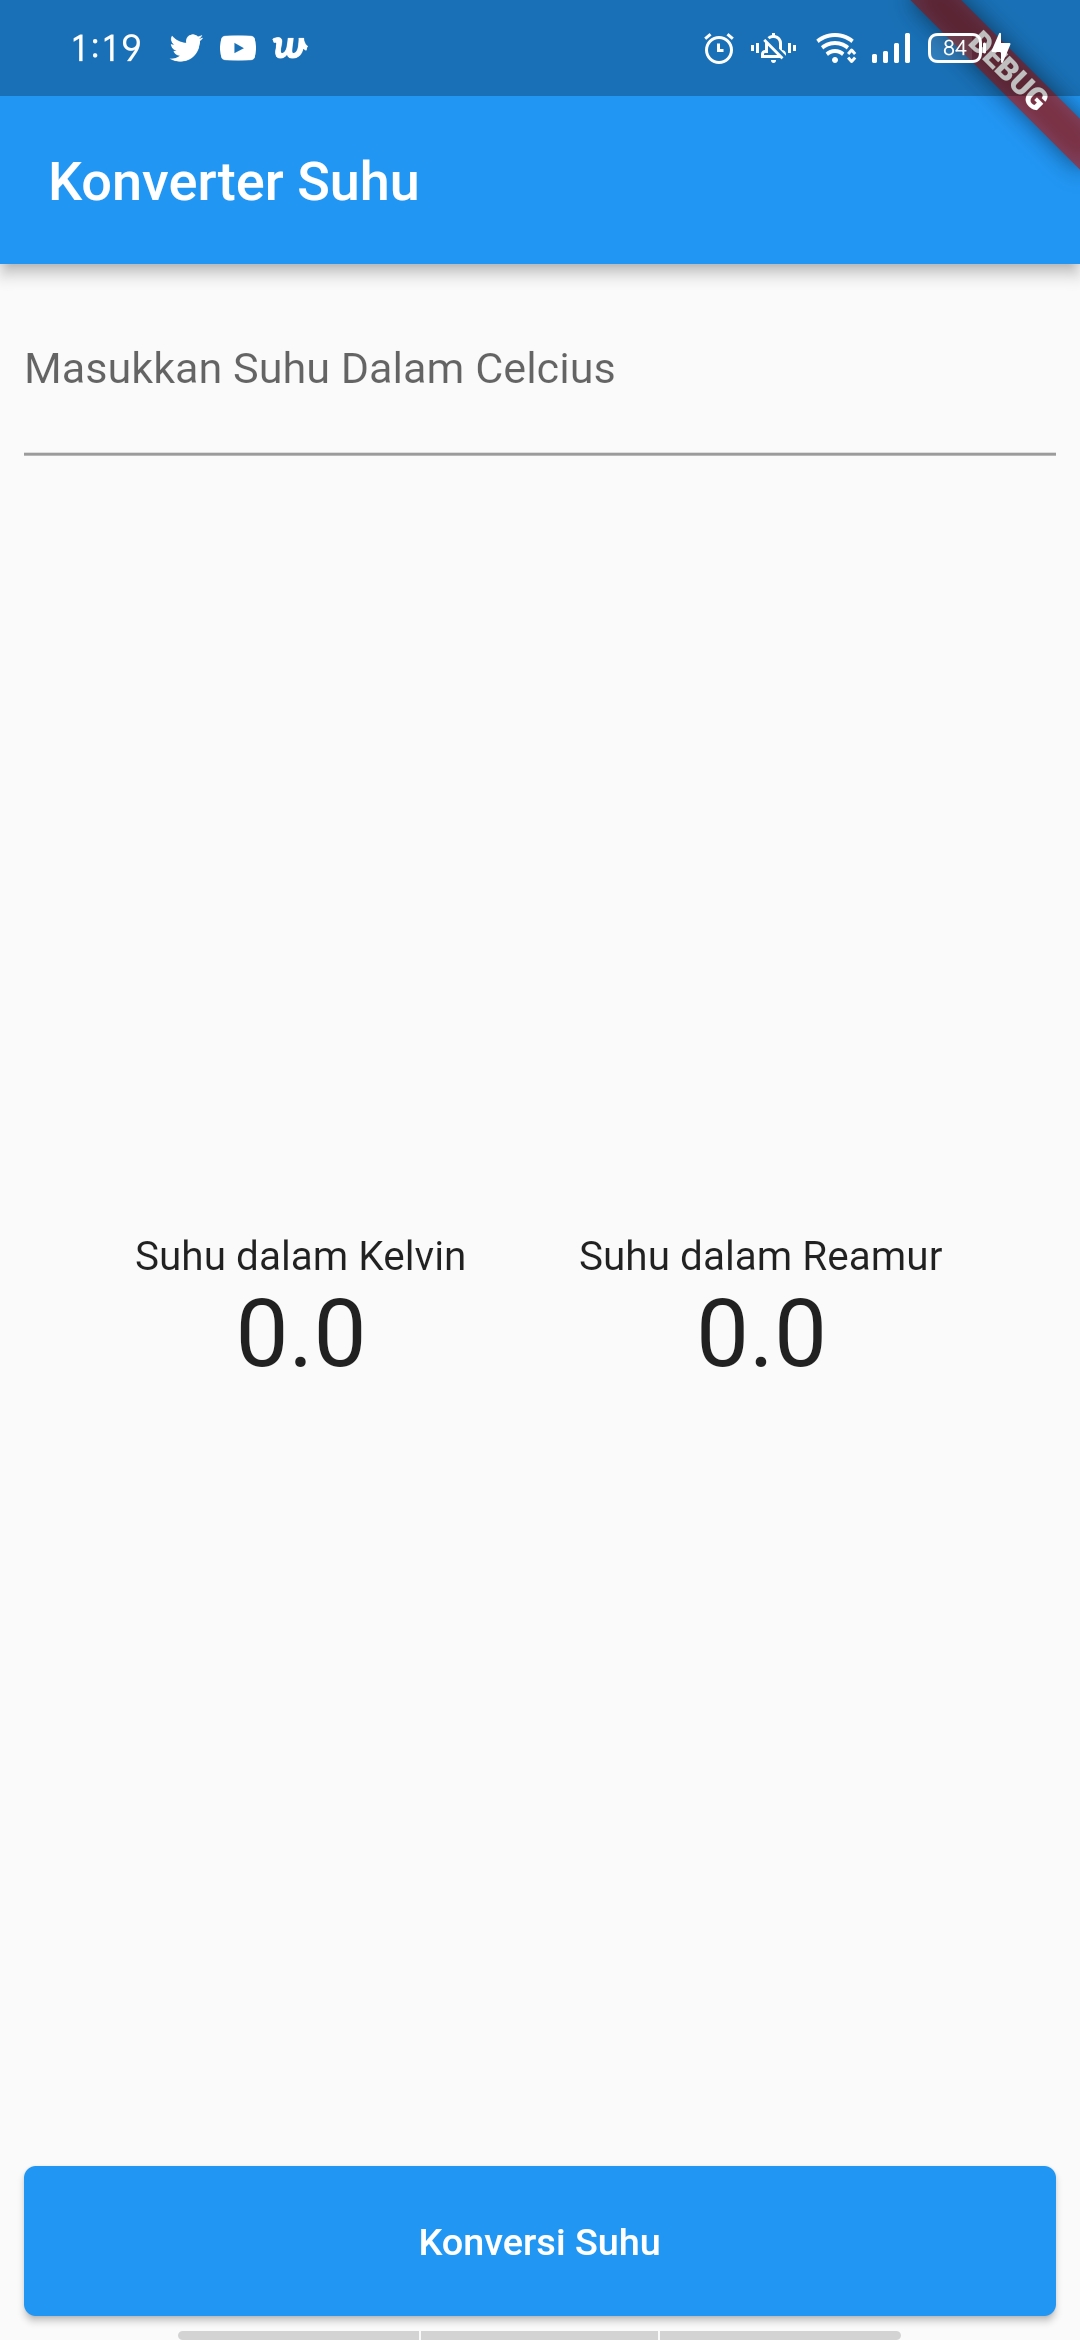 1:19
84
DEBUG
Konverter Suhu
Masukkan Suhu Dalam Celcius
Suhu dalam Kelvin
0.0
Suhu dalam Reamur
0.0
Konversi Suhu